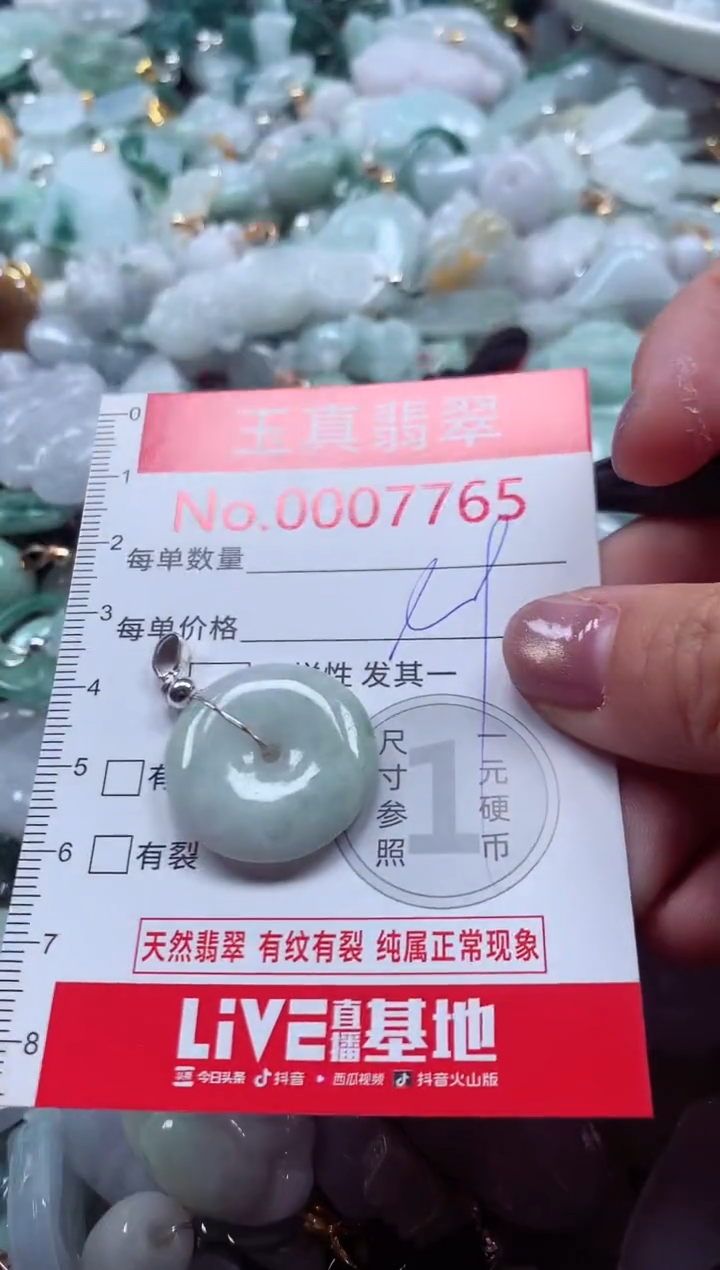 0
玉真翡翠
1
No.0007765
2
每单数量
3
每单价格
4
样性 发其一
5
有
尺寸参照
1
一元硬币
6
有裂
天然翡翠 有纹有裂 纯属正常现象
7
LiVE直播基地
8
今日头条 抖音 西瓜视频 抖音火山版